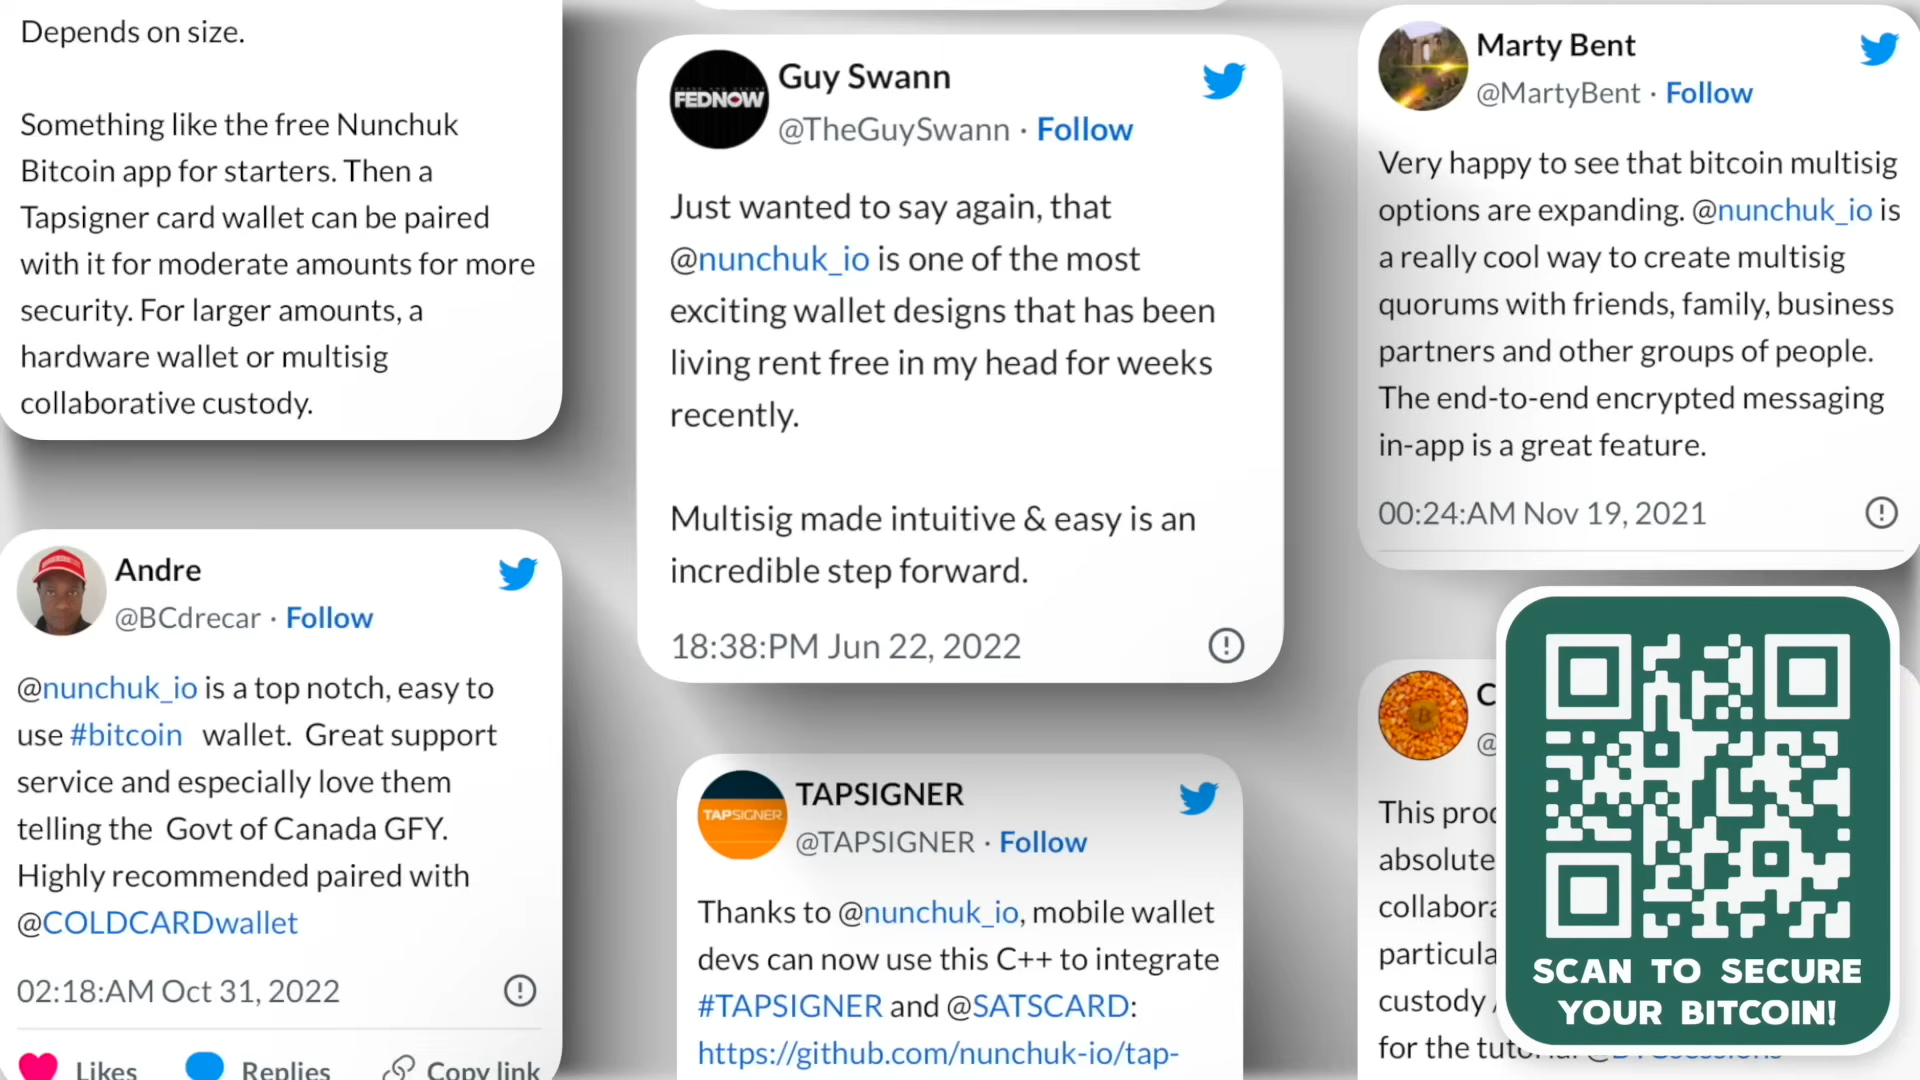 Depends on size.
Something like the free Nunchuk
Bitcoin app for starters. Then a
Tapsigner card wallet can be paired
with it for moderate amounts for more
security. For larger amounts, a
hardware wallet or multisig
collaborative custody.
Andre
@BCdrecar · Follow
@nunchuk_io is a top notch, easy to
use #bitcoin wallet. Great support
service and especially love them
telling the Govt of Canada GFY.
Highly recommended paired with
@COLDCARDwallet
02:18:AM Oct 31, 2022
Likes Replies Copy link
FEDNOW
Guy Swann
@TheGuySwann · Follow
Just wanted to say again, that
@nunchuk_io is one of the most
exciting wallet designs that has been
living rent free in my head for weeks
recently.
Multisig made intuitive & easy is an
incredible step forward.
18:38:PM Jun 22, 2022
TAPSIGNER
TAPSIGNER
@TAPSIGNER · Follow
Thanks to @nunchuk_io, mobile wallet
devs can now use this C++ to integrate
#TAPSIGNER and @SATSCARD:
https://github.com/nunchuk-io/tap-
Marty Bent
@MartyBent · Follow
Very happy to see that bitcoin multisig
options are expanding. @nunchuk_io is
a really cool way to create multisig
quorums with friends, family, business
partners and other groups of people.
The end-to-end encrypted messaging
in-app is a great feature.
00:24:AM Nov 19, 2021
C
@
This proc
absolute
collabora
particula
custody
for the
SCAN TO SECURE
YOUR BITCOIN!